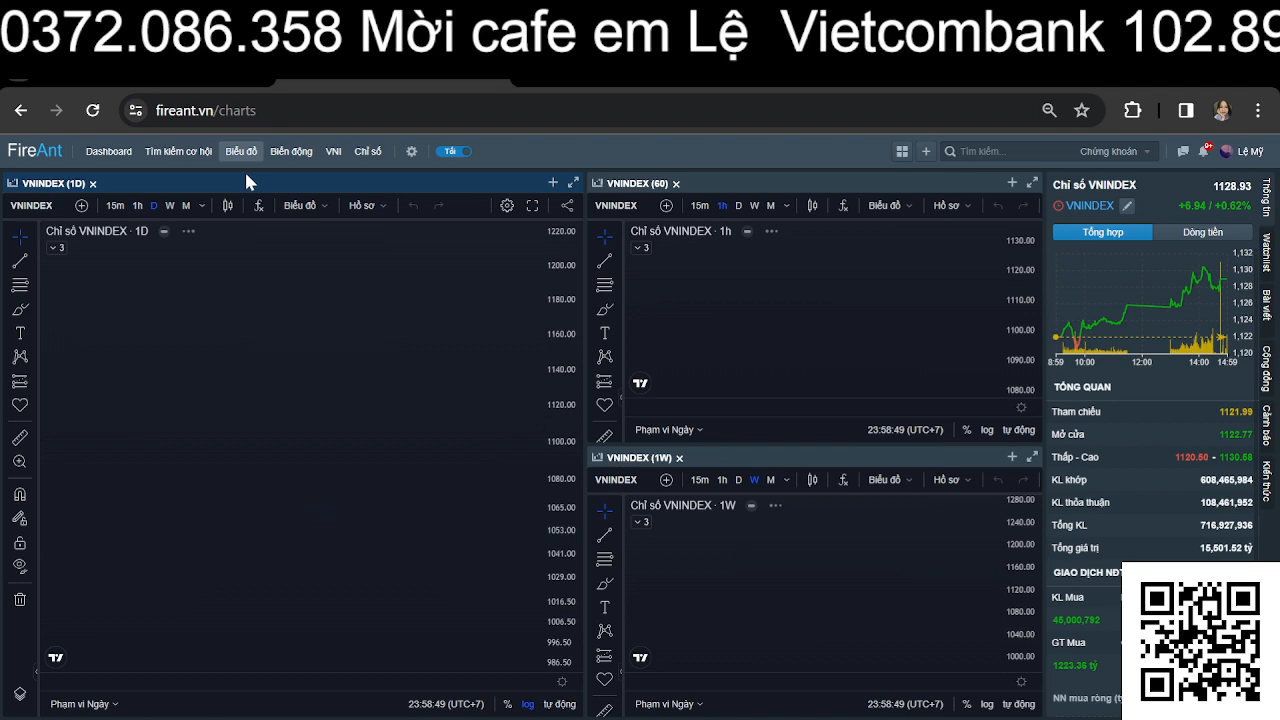 0372.086.358 Mời cafe em Lệ Vietcombank 102.89
fireant.vn/charts
FireAnt Dashboard Tìm kiếm cơ hội Biểu đồ Biến động VNI Chỉ số Tối Tìm kiếm... Chứng khoán 9+ Lệ Mỹ
VNINDEX (1D)
VNINDEX 15m 1h D W M Biểu đồ Hồ sơ
Chỉ số VNINDEX · 1D
3
1220.00
1200.00
1180.00
1160.00
1140.00
1120.00
1100.00
1080.00
1065.00
1053.00
1041.00
1029.00
1016.50
1006.50
996.50
986.50
Phạm vi Ngày 23:58:49 (UTC+7) % log tự động
VNINDEX (60)
VNINDEX 15m 1h D W M Biểu đồ Hồ sơ
Chỉ số VNINDEX · 1h
3
1130.00
1120.00
1110.00
1100.00
1090.00
1080.00
Phạm vi Ngày 23:58:49 (UTC+7) % log tự động
VNINDEX (1W)
VNINDEX 15m 1h D W M Biểu đồ Hồ sơ
Chỉ số VNINDEX · 1W
3
1280.00
1240.00
1200.00
1160.00
1120.00
1080.00
1040.00
1000.00
Phạm vi Ngày 23:58:49 (UTC+7) % log tự động
Chỉ số VNINDEX 1128.93
VNINDEX +6.94 / +0.62%
Tổng hợp Dòng tiền
1,132
1,130
1,128
1,126
1,124
1,122
1,120
8:59 10:00 12:00 14:00 14:59
TỔNG QUAN
Tham chiếu 1121.99
Mở cửa 1122.77
Thấp - Cao 1120.50 - 1130.58
KL khớp 608,465,984
KL thỏa thuận 108,461,952
Tổng KL 716,927,936
Tổng giá trị 15,501.52 tỷ
GIAO DỊCH NĐT
KL Mua
45,000,792
GT Mua
1223.36 tỷ
NN mua ròng (tỷ
Thông tin
Watchlist
Bài viết
Cộng đồng
Cảnh báo
Kiến thức